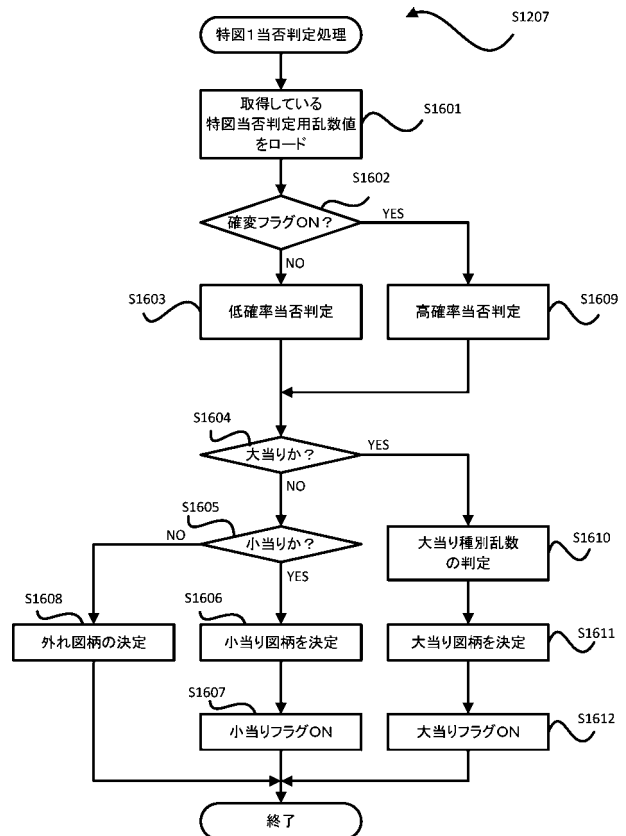 S1207
特図１当否判定処理
取得している
特図当否判定用乱数値
をロード
S1601
S1602
確変フラグON？
YES
NO
S1603
低確率当否判定
高確率当否判定
S1609
S1604
大当りか？
YES
NO
S1605
NO
小当りか？
YES
大当り種別乱数
の判定
S1610
S1608
外れ図柄の決定
S1606
小当り図柄を決定
大当り図柄を決定
S1611
S1607
小当りフラグON
大当りフラグON
S1612
終了